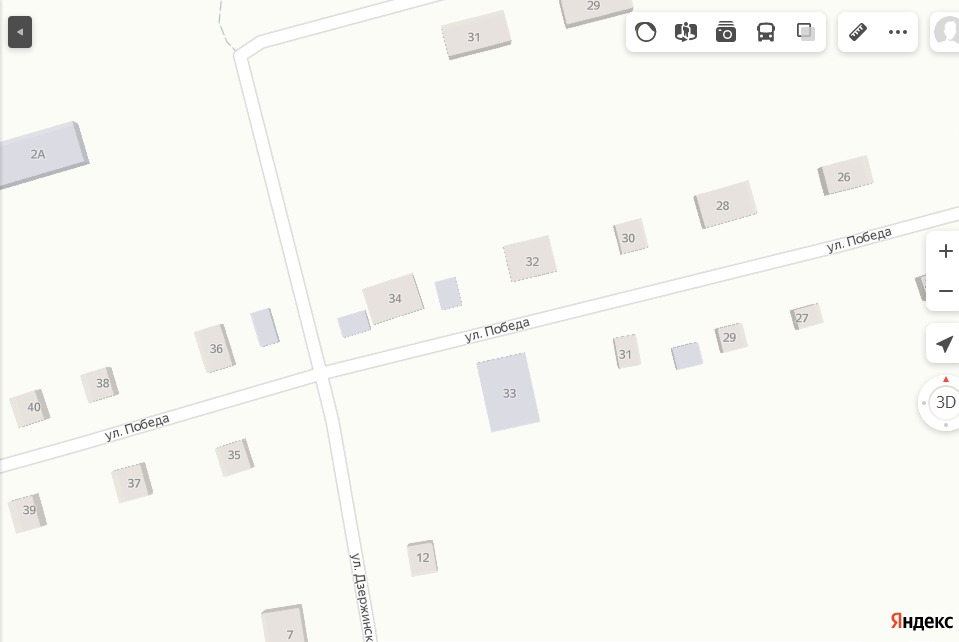 29
31
2А
26
28
30
ул. Победа
32
34
27
ул. Победа
29
36
31
38
33
3D
40
ул. Победа
35
37
39
12
ул. Дзержинск
7
Яндекс